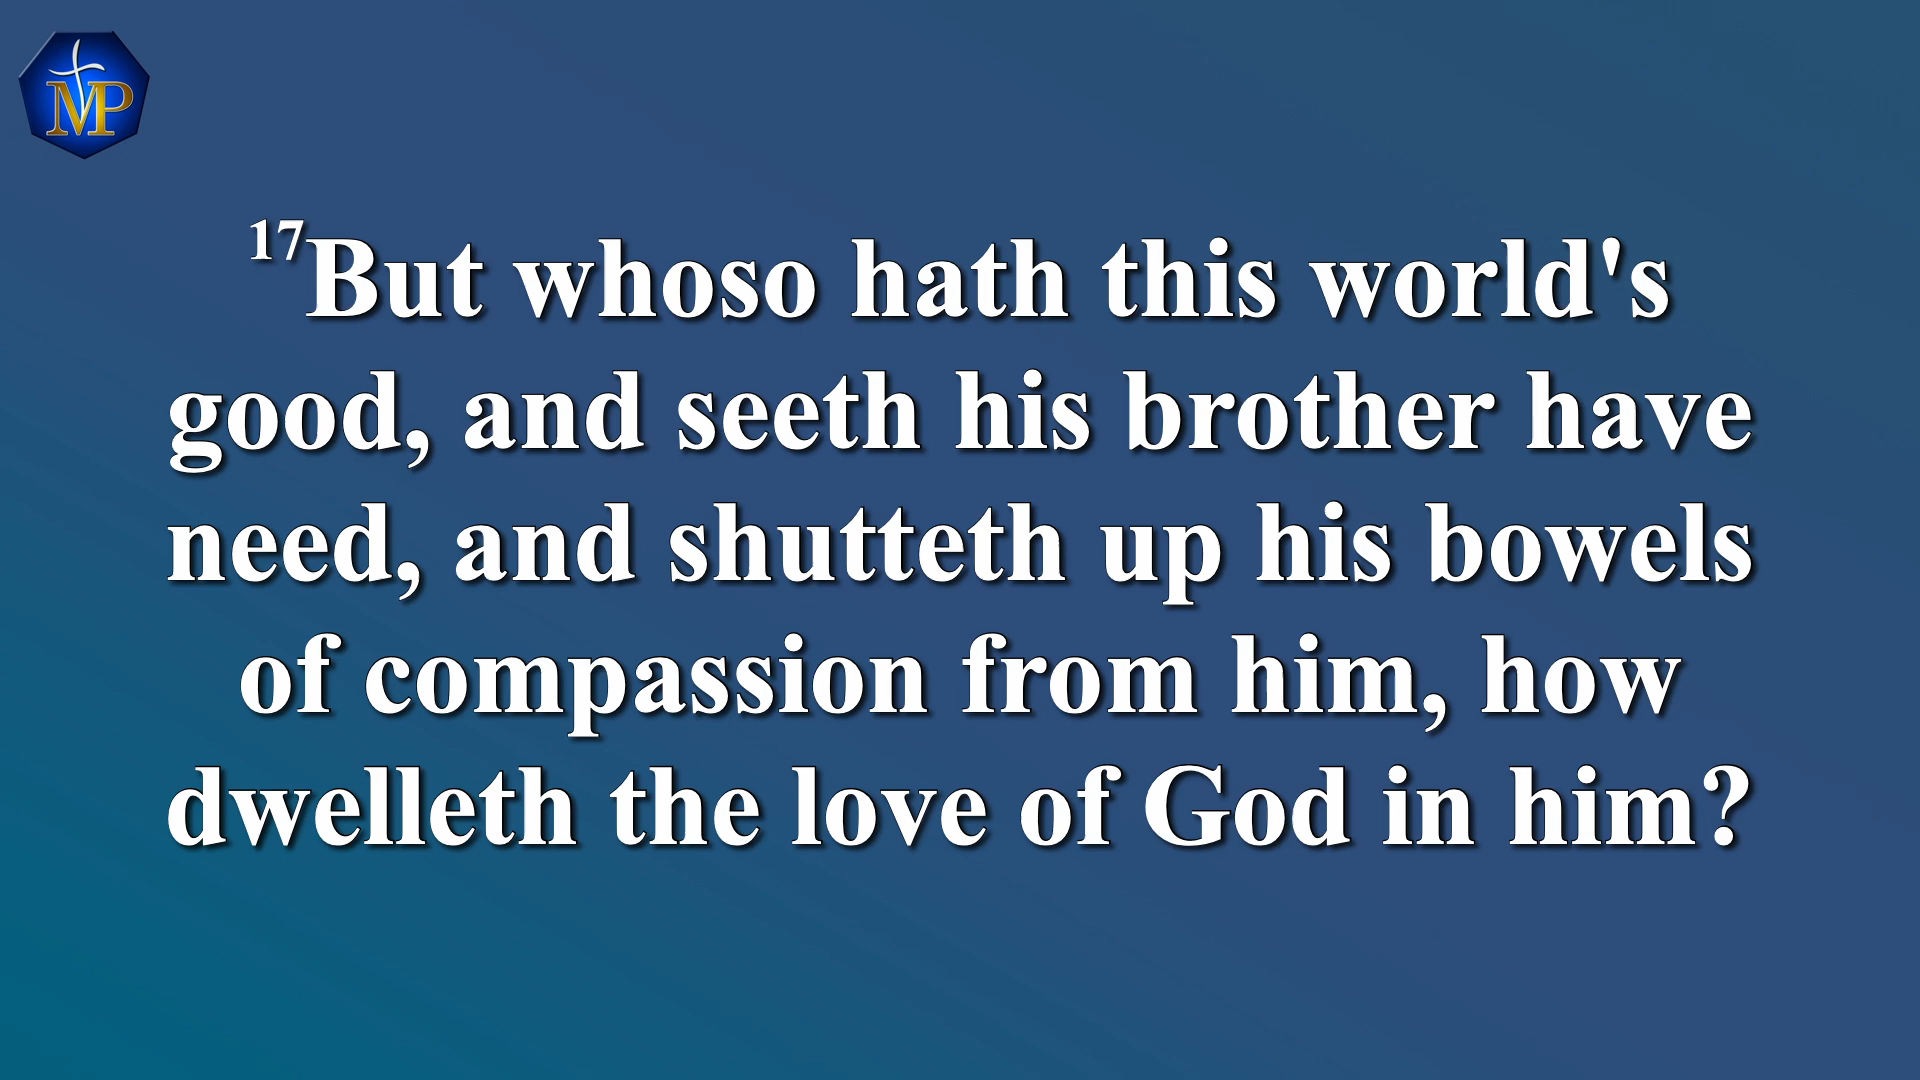 MP
17But whoso hath this world's
good, and seeth his brother have
need, and shutteth up his bowels
of compassion from him, how
dwelleth the love of God in him?